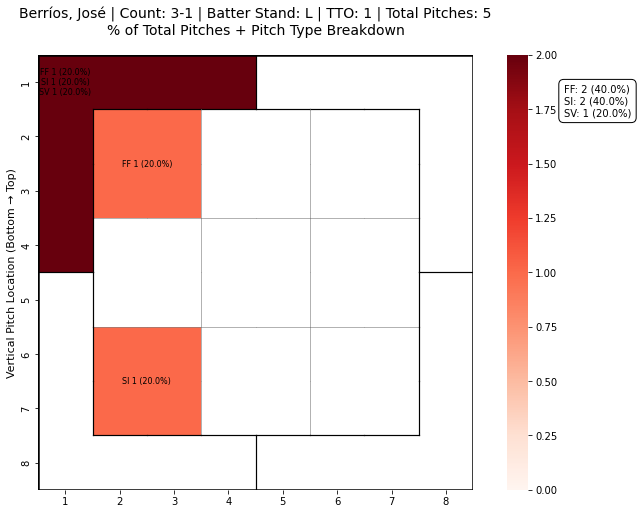 Berríos, José | Count: 3-1 | Batter Stand: L | TTO: 1 | Total Pitches: 5
% of Total Pitches + Pitch Type Breakdown
FF 1 (20.0%)
SI 1 (20.0%)
SV 1 (20.0%)
FF 1 (20.0%)
SI 1 (20.0%)
Vertical Pitch Location (Bottom → Top)
1
2
3
4
5
6
7
8
1 2 3 4 5 6 7 8
2.00
1.75
1.50
1.25
1.00
0.75
0.50
0.25
0.00
FF: 2 (40.0%)
SI: 2 (40.0%)
SV: 1 (20.0%)